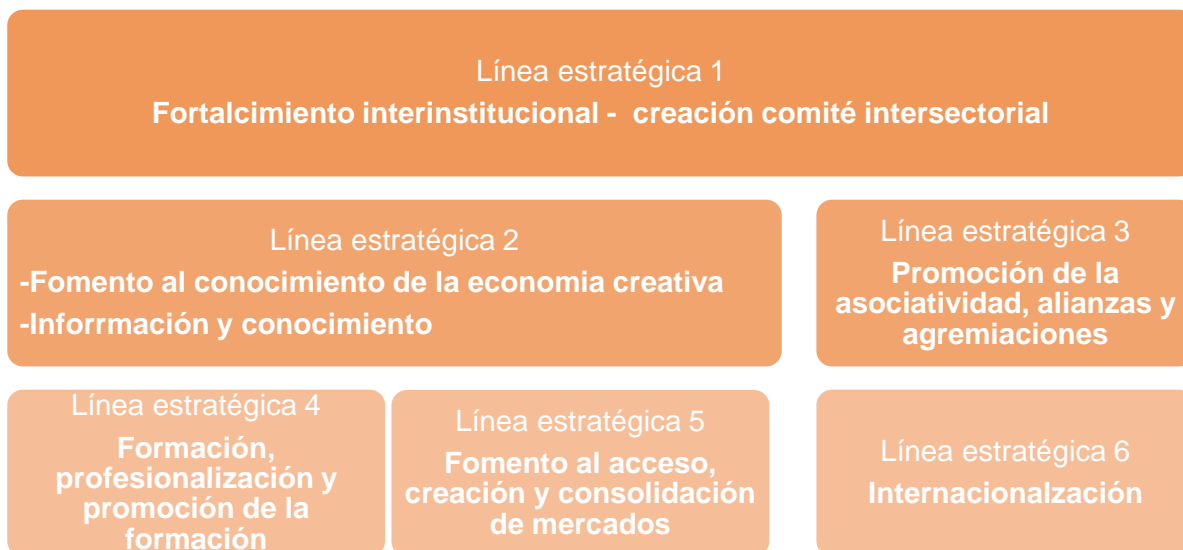 Línea estratégica 1
Fortalcimiento interinstitucional - creación comité intersectorial
Línea estratégica 2
-Fomento al conocimiento de la economia creativa
-Inforrmación y conocimiento
Línea estratégica 3
Promoción de la
asociatividad, alianzas y
agremiaciones
Línea estratégica 4
Formación,
profesionalización y
promoción de la
formación
Línea estratégica 5
Fomento al acceso,
creación y consolidación
de mercados
Línea estratégica 6
Internacionalzación